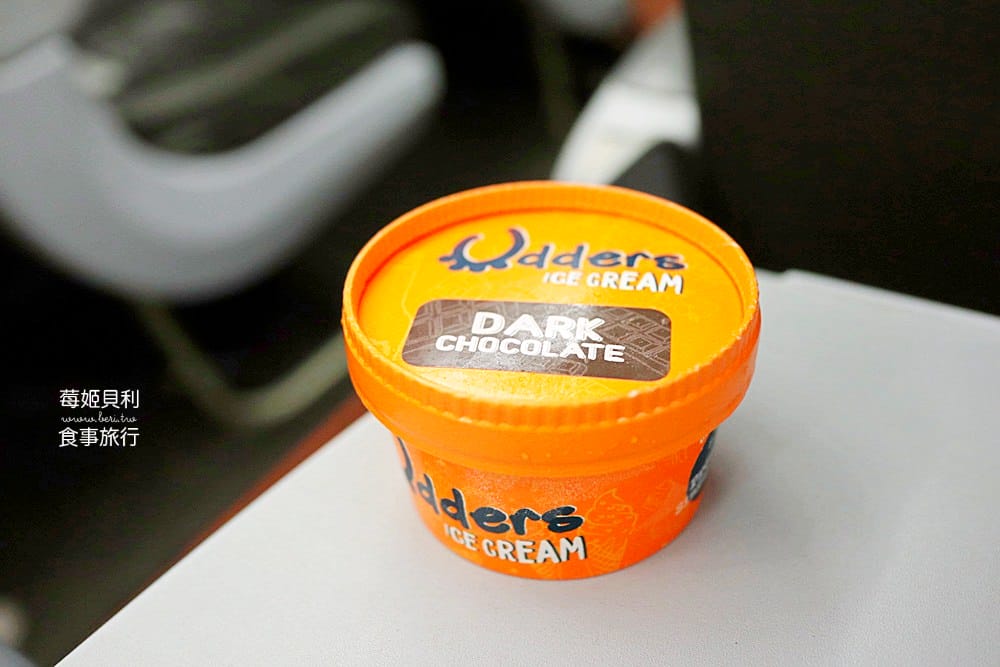 Udders
ICE CREAM
DARK
CHOCOLATE
莓姬貝利
www.beri.tw
食事旅行
Udders
ICE CREAM